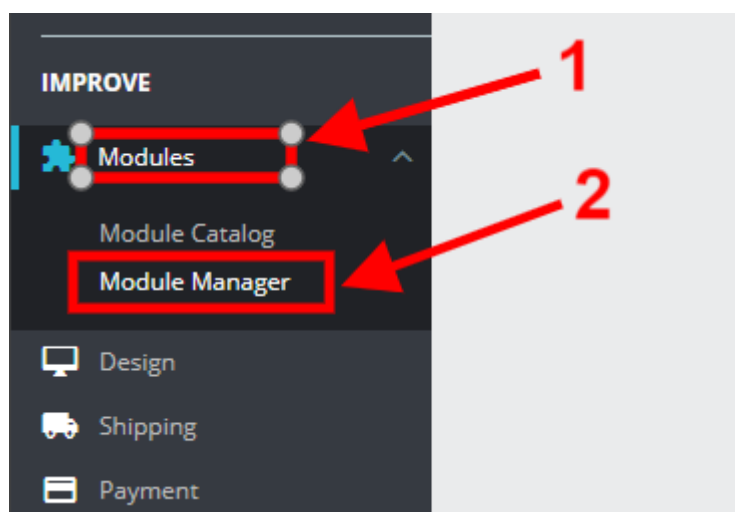 1
IMPROVE
Modules
2
Module Catalog
Module Manager
Design
Shipping
Payment